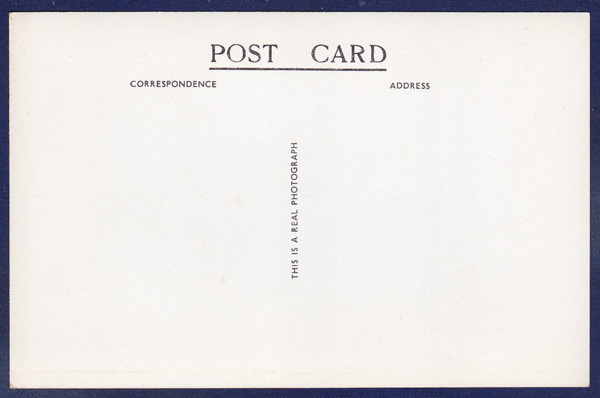 POST CARD
CORRESPONDENCE
ADDRESS
THIS IS A REAL PHOTOGRAPH